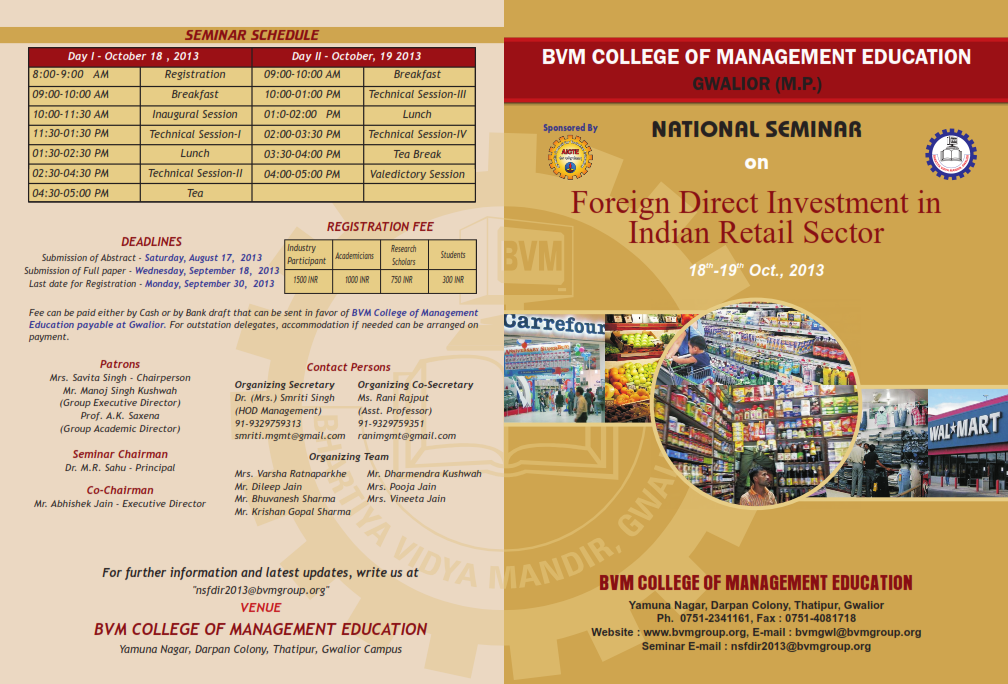 SEMINAR SCHEDULE
Day I - October 18 , 2013 Day II - October, 19 2013
8:00-9:00 AM Registration 09:00-10:00 AM Breakfast
09:00-10:00 AM Breakfast 10:00-01:00 PM Technical Session-III
10:00-11:30 AM Inaugural Session 01:0-02:00 PM Lunch
11:30-01:30 PM Technical Session-I 02:00-03:30 PM Technical Session-IV
01:30-02:30 PM Lunch 03:30-04:00 PM Tea Break
02:30-04:30 PM Technical Session-II 04:00-05:00 PM Valedictory Session
04:30-05:00 PM Tea
DEADLINES
Submission of Abstract - Saturday, August 17, 2013
Submission of Full paper - Wednesday, September 18, 2013
Last date for Registration - Monday, September 30, 2013
REGISTRATION FEE
Industry Participant Academicians Research Scholars Students
1500 INR 1000 INR 750 INR 300 INR
Fee can be paid either by Cash or by Bank draft that can be sent in favor of BVM College of Management
Education payable at Gwalior. For outstation delegates, accommodation if needed can be arranged on
payment.
Patrons
Mrs. Savita Singh - Chairperson
Mr. Manoj Singh Kushwah
(Group Executive Director)
Prof. A.K. Saxena
(Group Academic Director)
Seminar Chairman
Dr. M.R. Sahu - Principal
Co-Chairman
Mr. Abhishek Jain - Executive Director
Contact Persons
Organizing Secretary Organizing Co-Secretary
Dr. (Mrs.) Smriti Singh Ms. Rani Rajput
(HOD Management) (Asst. Professor)
91-9329759313 91-9329759351
smriti.mgmt@gmail.com ranimgmt@gmail.com
Organizing Team
Mrs. Varsha Ratnaparkhe Mr. Dharmendra Kushwah
Mr. Dileep Jain Mrs. Pooja Jain
Mr. Bhuvanesh Sharma Mrs. Vineeta Jain
Mr. Krishan Gopal Sharma
For further information and latest updates, write us at
"nsfdir2013@bvmgroup.org"
VENUE
BVM COLLEGE OF MANAGEMENT EDUCATION
Yamuna Nagar, Darpan Colony, Thatipur, Gwalior Campus
BVM
VIDYA MANDIR, GWAL
BVM COLLEGE OF MANAGEMENT EDUCATION
GWALIOR (M.P.)
Sponsored By
AICTE
NATIONAL SEMINAR
on
Foreign Direct Investment in
Indian Retail Sector
18th-19th Oct., 2013
Carrefour
WAL★MART
BVM COLLEGE OF MANAGEMENT EDUCATION
Yamuna Nagar, Darpan Colony, Thatipur, Gwalior
Ph. 0751-2341161, Fax : 0751-4081718
Website : www.bvmgroup.org, E-mail : bvmgwl@bvmgroup.org
Seminar E-mail : nsfdir2013@bvmgroup.org